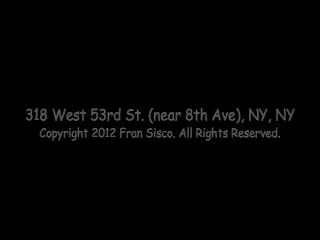 318 West 53rd St. (near 8th Ave), NY, NY
Copyright 2012 Fran Sisco. All Rights Reserved.